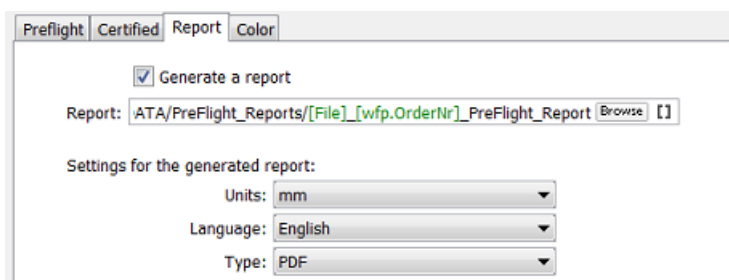 Preflight Certified Report Color
Generate a report
Report: ATA/PreFlight_Reports/[File]_[wfp.OrderNr]_PreFlight_Report Browse []
Settings for the generated report:
Units: mm
Language: English
Type: PDF